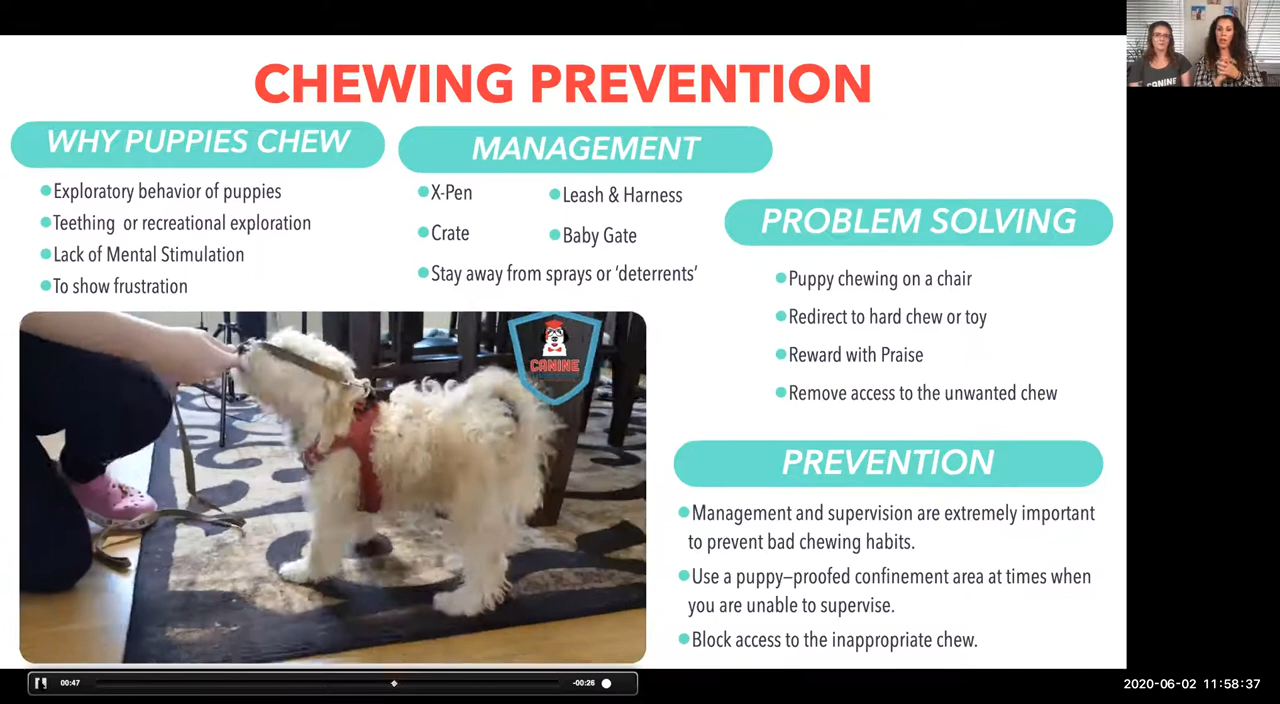 CHEWING PREVENTION
WHY PUPPIES CHEW
Exploratory behavior of puppies
Teething or recreational exploration
Lack of Mental Stimulation
To show frustration
MANAGEMENT
X-Pen
Leash & Harness
Crate
Baby Gate
Stay away from sprays or ‘deterrents’
PROBLEM SOLVING
Puppy chewing on a chair
Redirect to hard chew or toy
Reward with Praise
Remove access to the unwanted chew
PREVENTION
Management and supervision are extremely important
to prevent bad chewing habits.
Use a puppy–proofed confinement area at times when
you are unable to supervise.
Block access to the inappropriate chew.
CANINE
CANINE
00:47
-00:26
2020-06-02 11:58:37